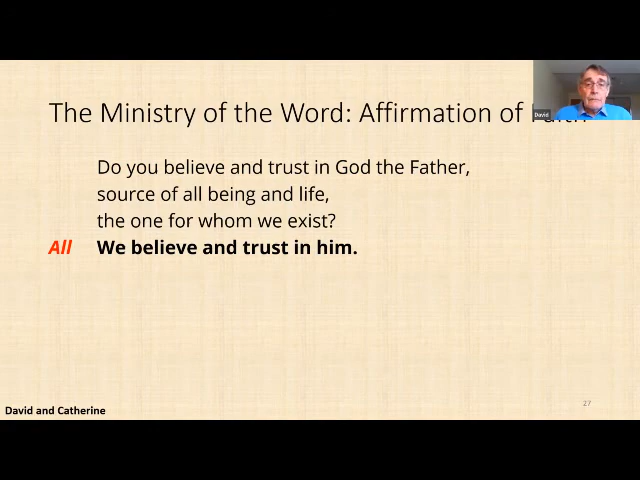 The Ministry of the Word: Affirmation of
David
Do you believe and trust in God the Father,
source of all being and life,
the one for whom we exist?
All We believe and trust in him.
27
David and Catherine